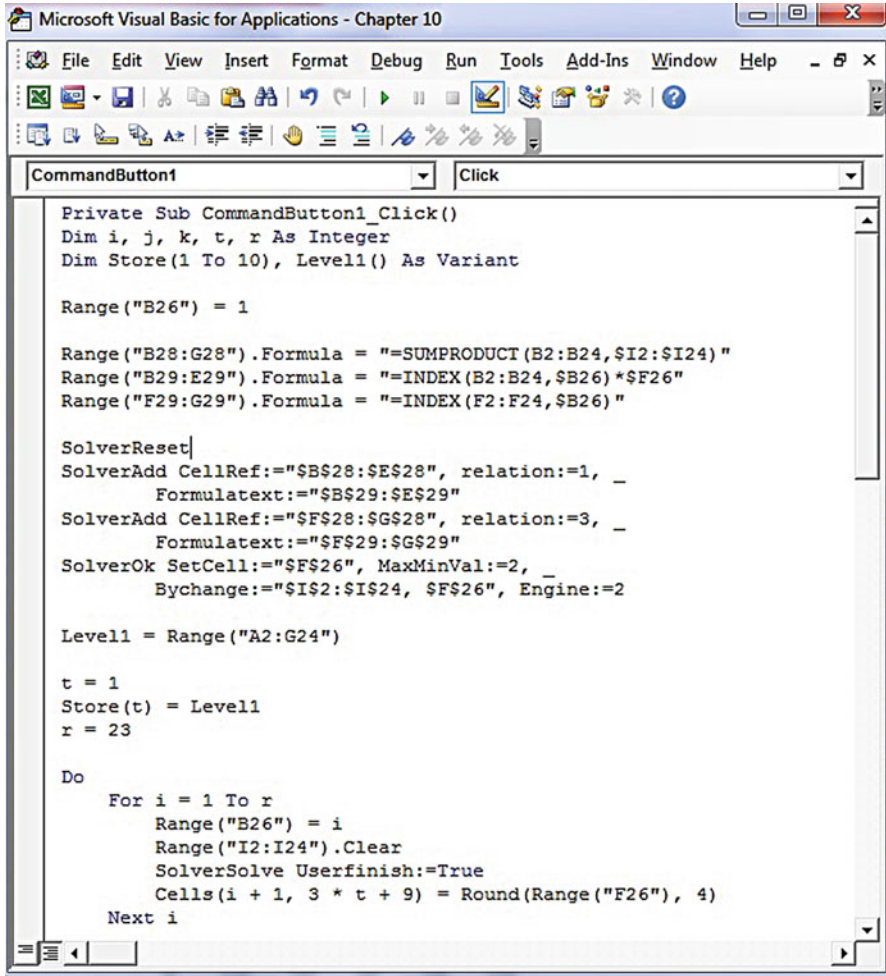 Microsoft Visual Basic for Applications - Chapter 10
File Edit View Insert Format Debug Run Tools Add-Ins Window Help
CommandButton1 Click
Private Sub CommandButton1_Click()
Dim i, j, k, t, r As Integer
Dim Store(1 To 10), Level1() As Variant
Range("B26") = 1
Range("B28:G28").Formula = "=SUMPRODUCT(B2:B24,$I2:$I24)"
Range("B29:E29").Formula = "=INDEX(B2:B24,$B26)*$F26"
Range("F29:G29").Formula = "=INDEX(F2:F24,$B26)"
SolverReset
SolverAdd CellRef:="$B$28:$E$28", relation:=1, _
Formulatext:="$B$29:$E$29"
SolverAdd CellRef:="$F$28:$G$28", relation:=3, _
Formulatext:="$F$29:$G$29"
SolverOk SetCell:="$F$26", MaxMinVal:=2, _
Bychange:="$I$2:$I$24, $F$26", Engine:=2
Level1 = Range("A2:G24")
t = 1
Store(t) = Level1
r = 23
Do
For i = 1 To r
Range("B26") = i
Range("I2:I24").Clear
SolverSolve Userfinish:=True
Cells(i + 1, 3 * t + 9) = Round(Range("F26"), 4)
Next i